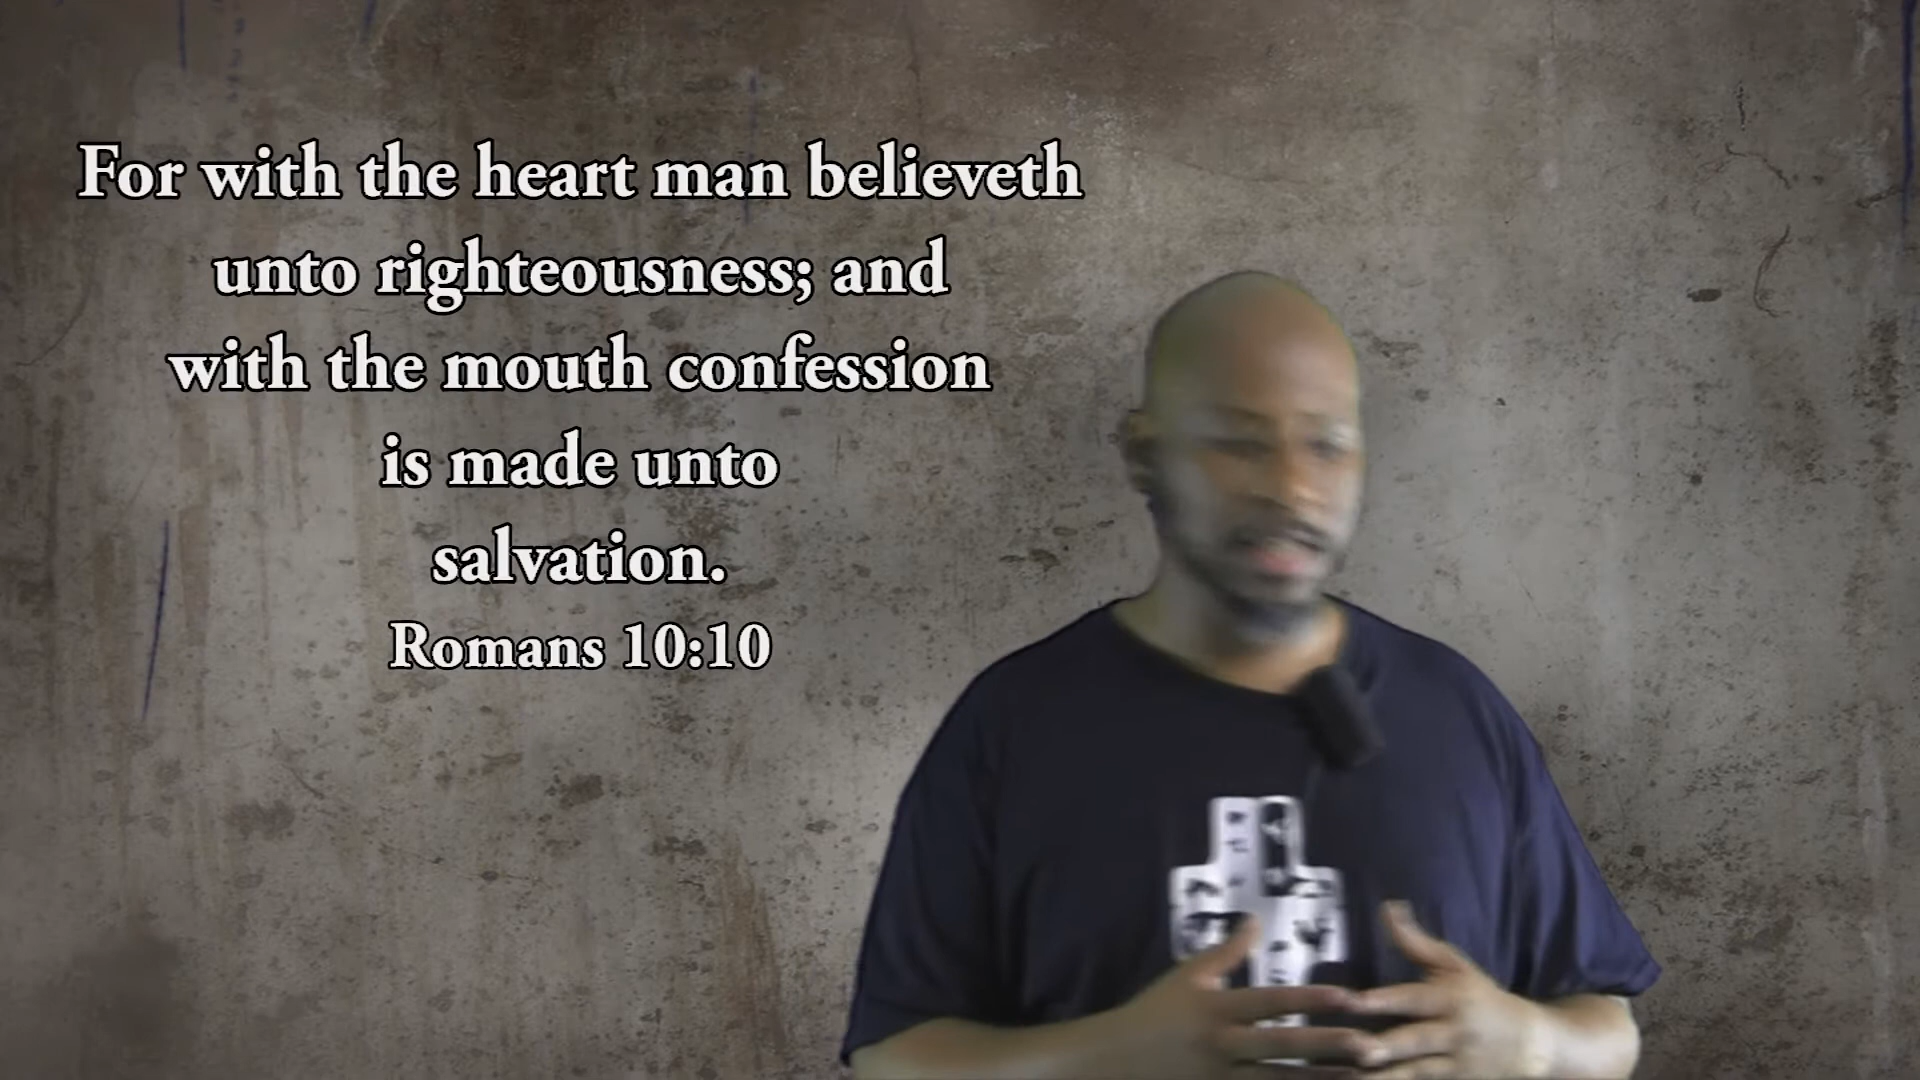 For with the heart man believeth
unto righteousness; and
with the mouth confession
is made unto
salvation.
Romans 10:10